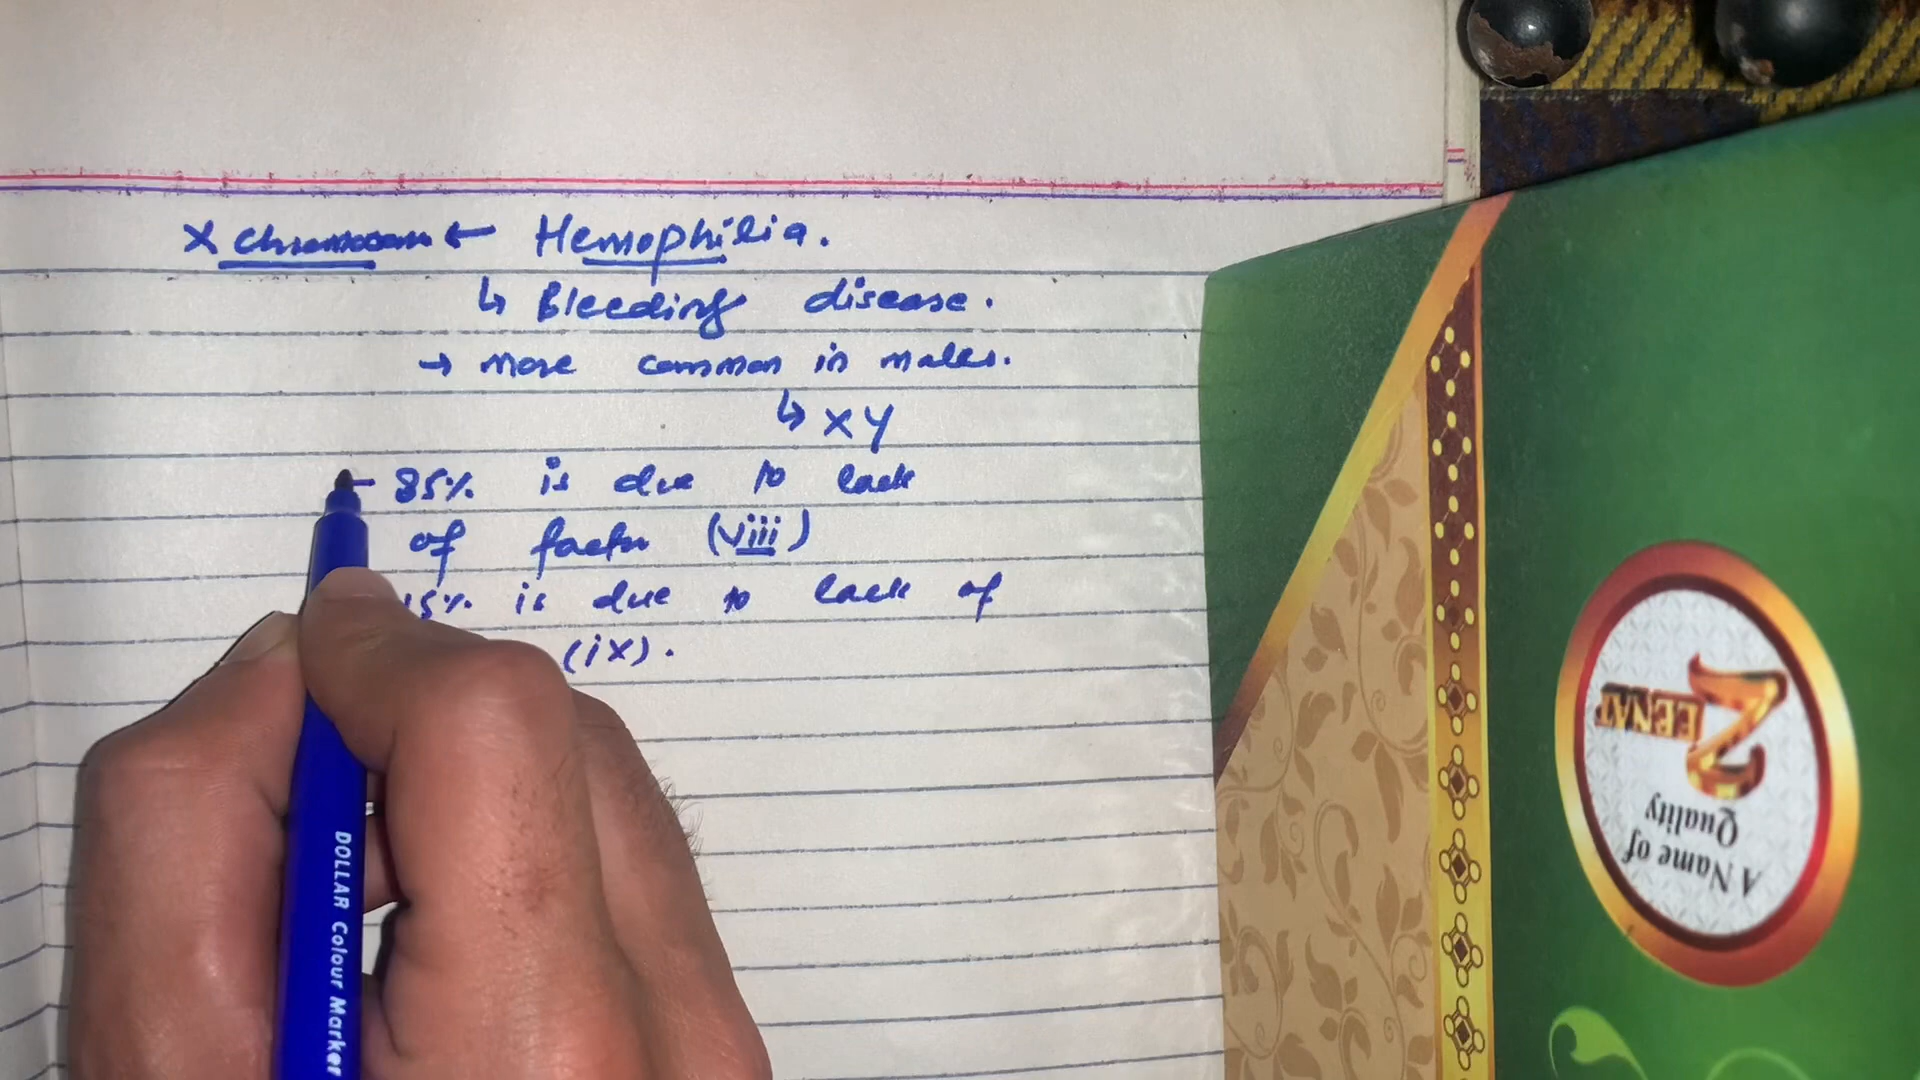 X chromosom ← Hemophilia.
↳ Bleeding disease.
→ more common in males.
↳ XY
– 85% is due to lack
of factor (viii)
15% is due to lack of
(ix).
DOLLAR Colour Marker
ZEENAT
A Name of
Quality